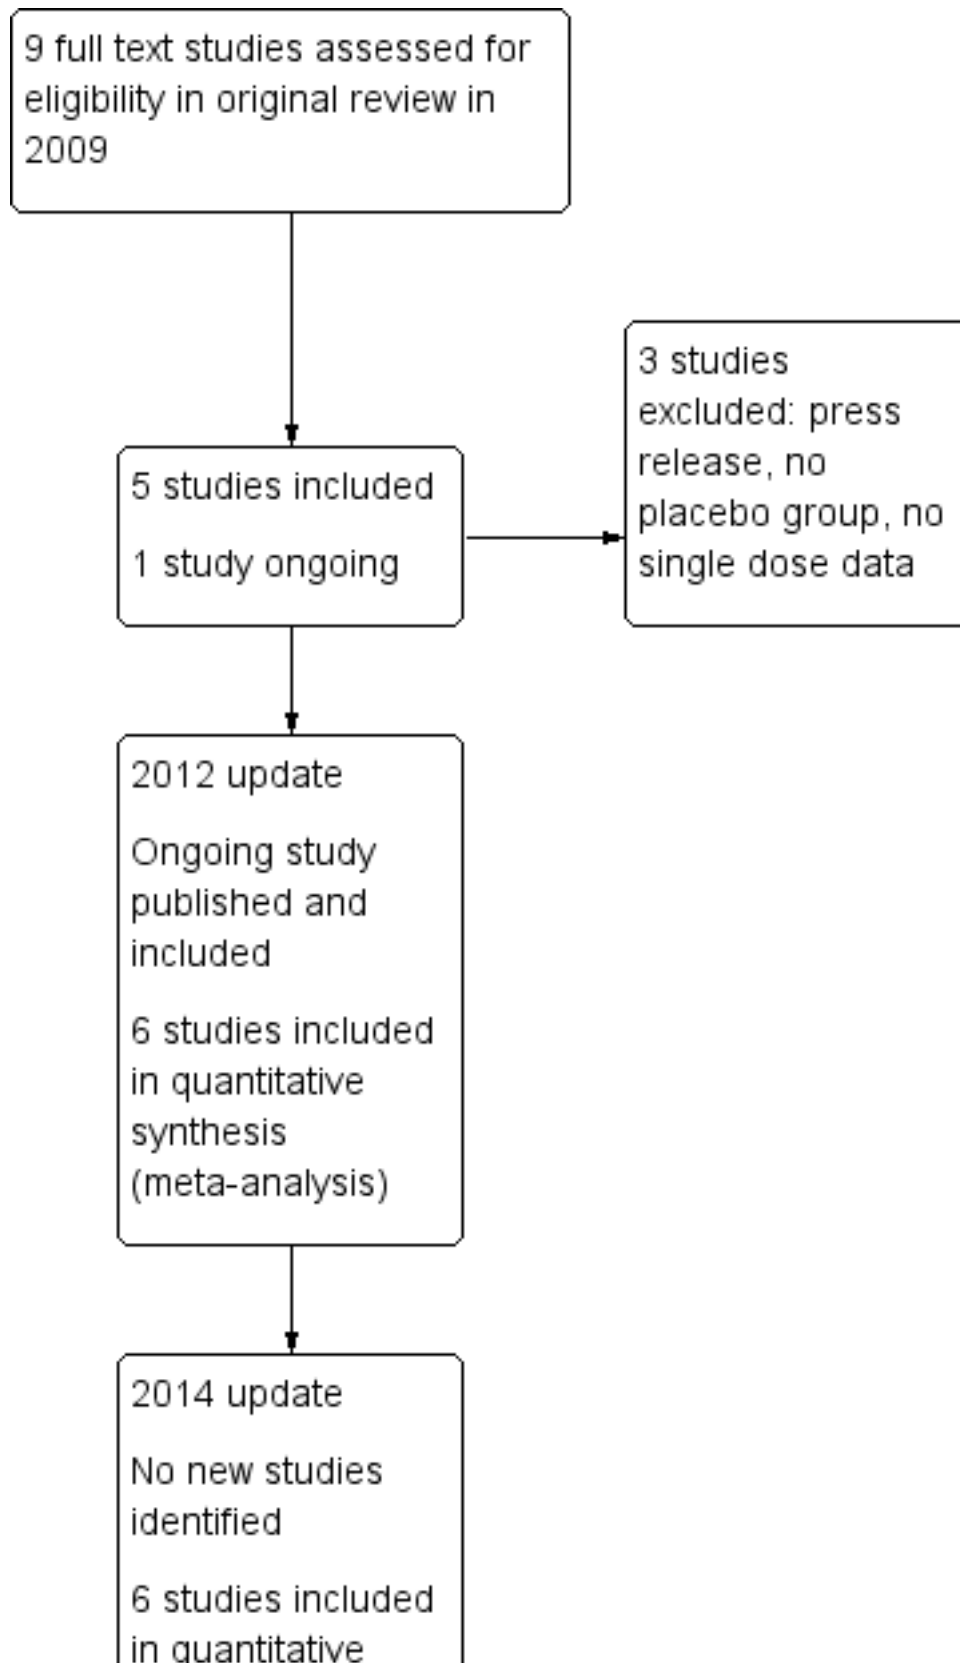 9 full text studies assessed for
eligibility in original review in
2009
3 studies
excluded: press
release, no
placebo group, no
single dose data
5 studies included
1 study ongoing
2012 update
Ongoing study
published and
included
6 studies included
in quantitative
synthesis
(meta-analysis)
2014 update
No new studies
identified
6 studies included
in quantitative